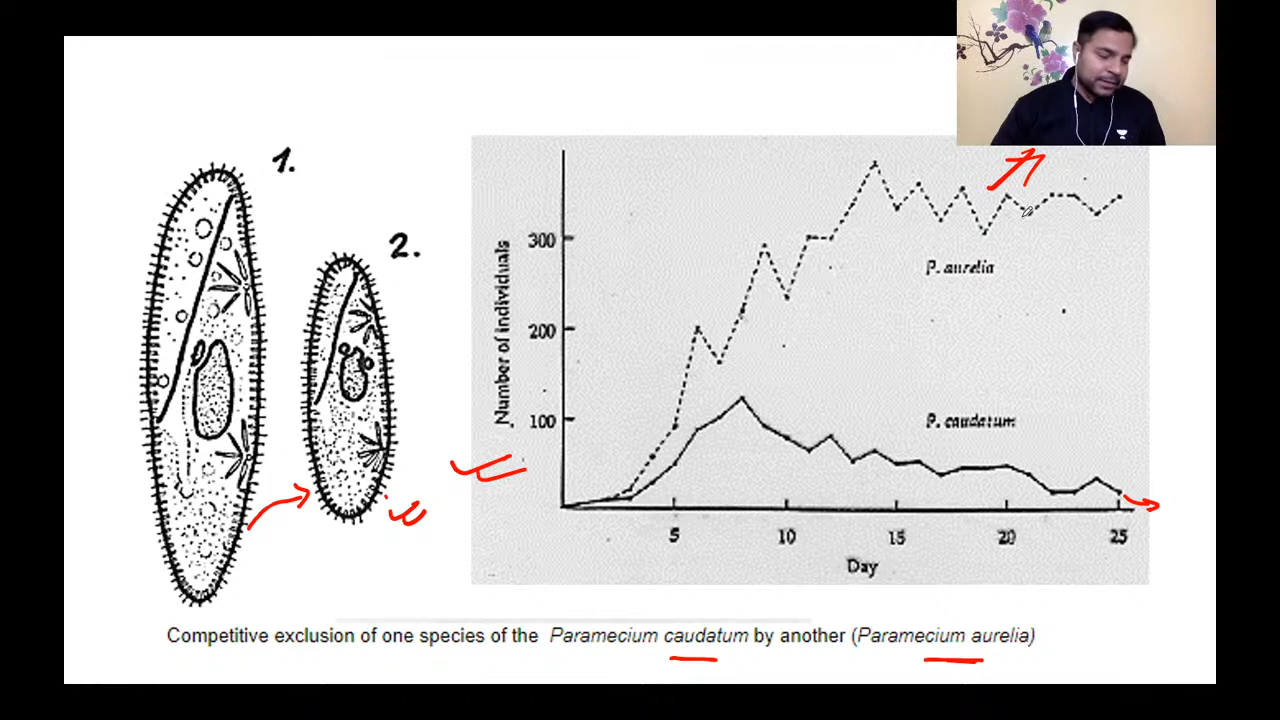 1.
2.
Number of individuals
300
200
100
P. aurelia
P. caudatum
5
10
15
20
25
Day
Competitive exclusion of one species of the Paramecium caudatum by another (Paramecium aurelia)